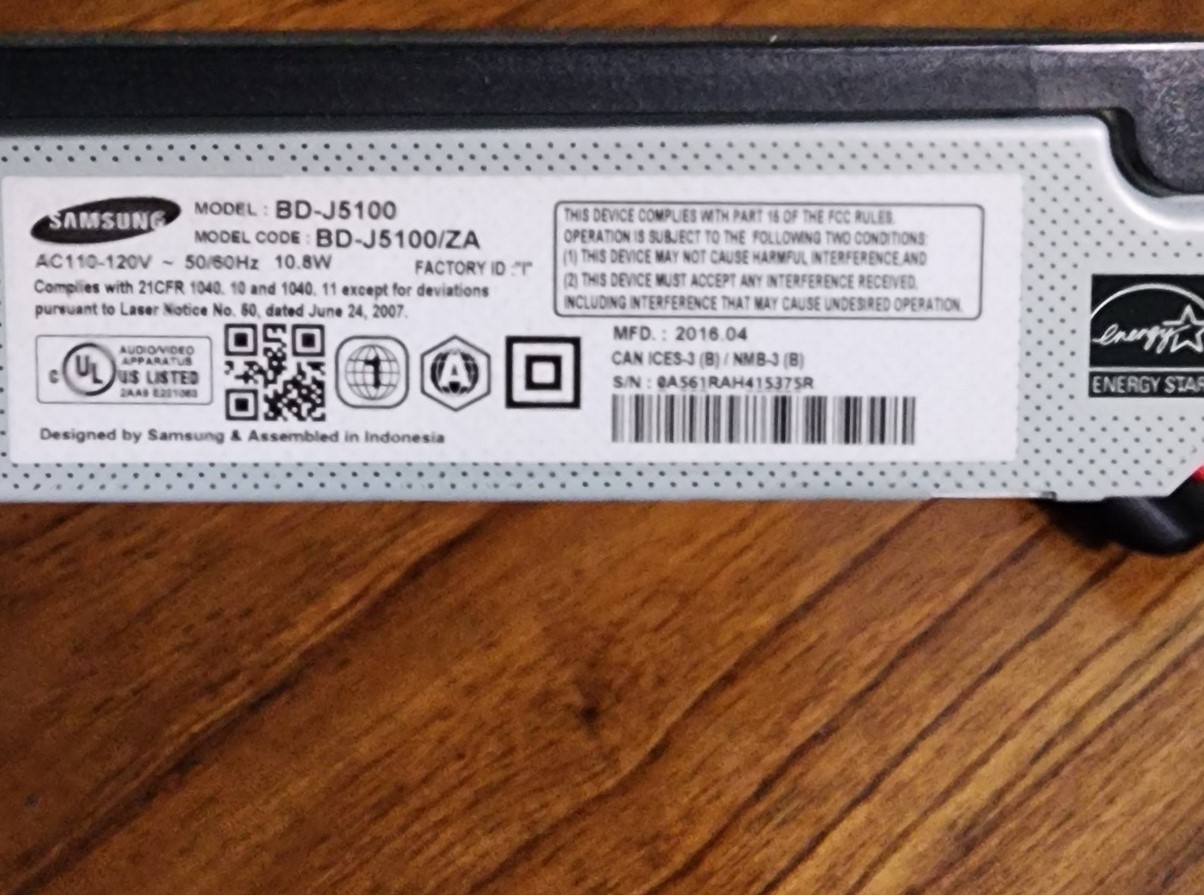 SAMSUNG
MODEL : BD-J5100
MODEL CODE : BD-J5100/ZA
AC110-120V ~ 50/60Hz 10.8W
FACTORY ID :"I"
Complies with 21CFR 1040. 10 and 1040. 11 except for deviations
pursuant to Laser Notice No. 50, dated June 24, 2007.
THIS DEVICE COMPLIES WITH PART 15 OF THE FCC RULES.
OPERATION IS SUBJECT TO THE FOLLOWING TWO CONDITIONS:
(1) THIS DEVICE MAY NOT CAUSE HARMFUL INTERFERENCE,AND
(2) THIS DEVICE MUST ACCEPT ANY INTERFERENCE RECEIVED,
INCLUDING INTERFERENCE THAT MAY CAUSE UNDESIRED OPERATION.
c UL
AUDIO/VIDEO
APPARATUS
US LISTED
2AA9
1
A
MFD. : 2016.04
CAN ICES-3 (B) / NMB-3 (B)
S/N : 0A561RAH415375R
Designed by Samsung & Assembled in Indonesia
energy
ENERGY STAR